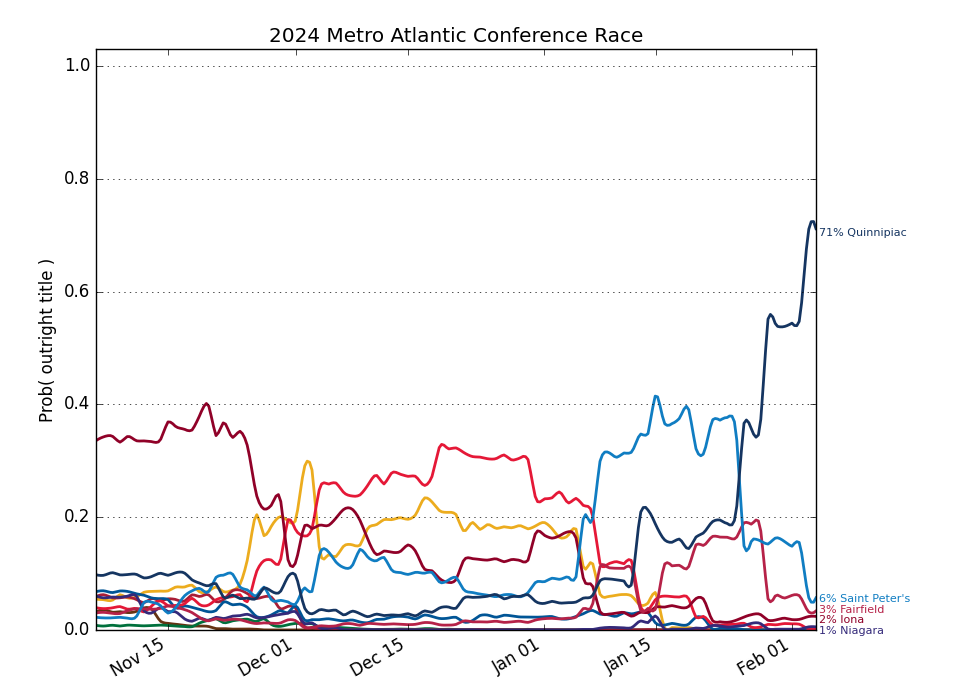 2024 Metro Atlantic Conference Race
1.0
0.8
0.6
0.4
0.2
0.0
Prob( outright title )
Nov 15
Dec 01
Dec 15
Jan 01
Jan 15
Feb 01
71% Quinnipiac
6% Saint Peter's
3% Fairfield
2% Iona
1% Niagara